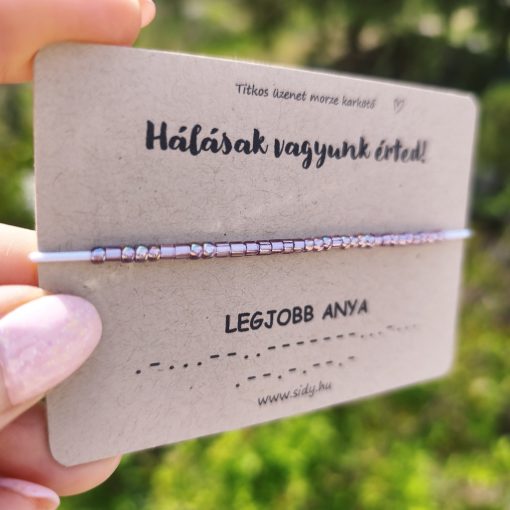 Titkos üzenet morze karkötő ♡
Hálásak vagyunk érted!
LEGJOBB ANYA
.-...--..-------...-...
.--.-.--.-
www.sidy.hu